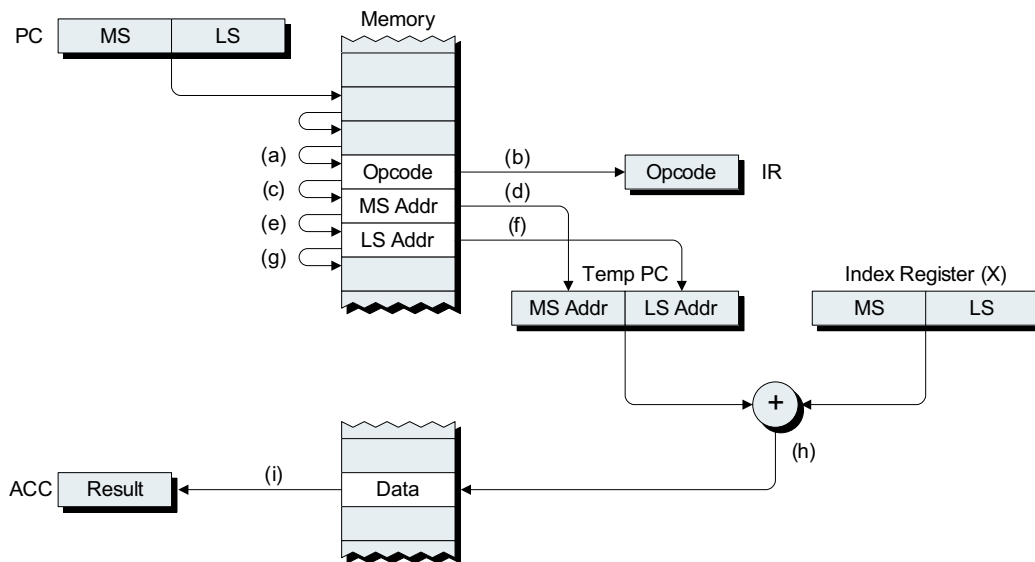 Memory
PC
MS LS
(a)
Opcode
(b)
Opcode
IR
(c)
MS Addr
(d)
(e)
LS Addr
(f)
(g)
Temp PC
Index Register (X)
MS Addr LS Addr
MS LS
+
(h)
ACC
Result
(i)
Data